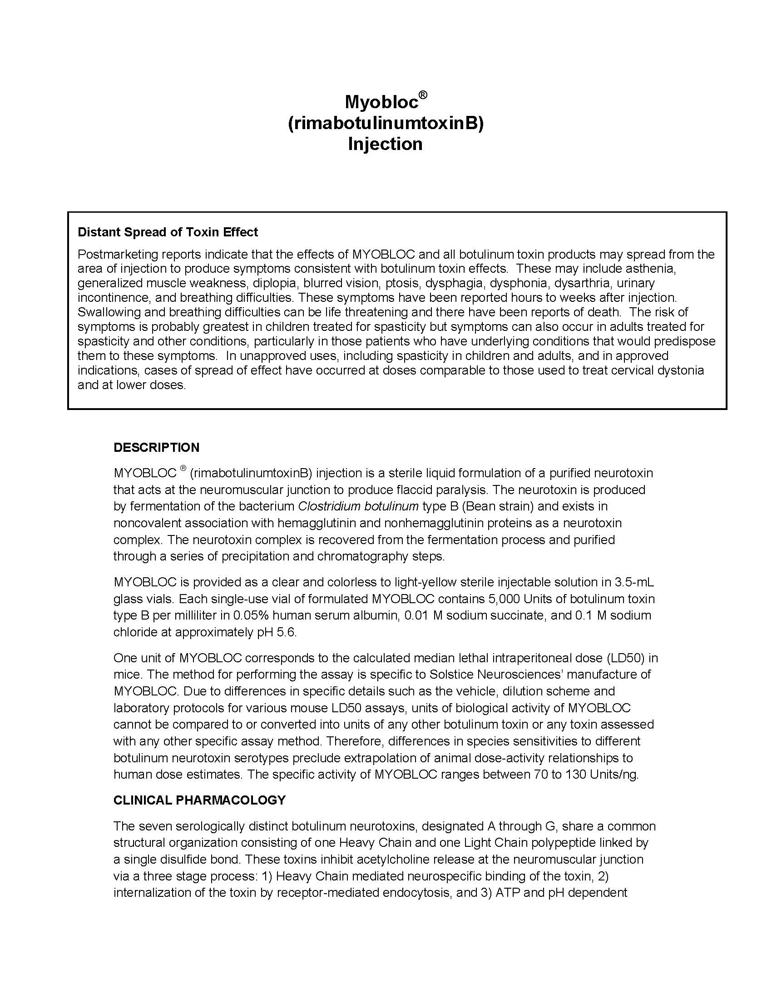 Myobloc®
(rimabotulinumtoxinB)
Injection
Distant Spread of Toxin Effect
Postmarketing reports indicate that the effects of MYOBLOC and all botulinum toxin products may spread from the
area of injection to produce symptoms consistent with botulinum toxin effects.  These may include asthenia,
generalized muscle weakness, diplopia, blurred vision, ptosis, dysphagia, dysphonia, dysarthria, urinary
incontinence, and breathing difficulties. These symptoms have been reported hours to weeks after injection.
Swallowing and breathing difficulties can be life threatening and there have been reports of death.  The risk of
symptoms is probably greatest in children treated for spasticity but symptoms can also occur in adults treated for
spasticity and other conditions, particularly in those patients who have underlying conditions that would predispose
them to these symptoms.  In unapproved uses, including spasticity in children and adults, and in approved
indications, cases of spread of effect have occurred at doses comparable to those used to treat cervical dystonia
and at lower doses.
DESCRIPTION
MYOBLOC ® (rimabotulinumtoxinB) injection is a sterile liquid formulation of a purified neurotoxin
that acts at the neuromuscular junction to produce flaccid paralysis. The neurotoxin is produced
by fermentation of the bacterium Clostridium botulinum type B (Bean strain) and exists in
noncovalent association with hemagglutinin and nonhemagglutinin proteins as a neurotoxin
complex. The neurotoxin complex is recovered from the fermentation process and purified
through a series of precipitation and chromatography steps.
MYOBLOC is provided as a clear and colorless to light-yellow sterile injectable solution in 3.5-mL
glass vials. Each single-use vial of formulated MYOBLOC contains 5,000 Units of botulinum toxin
type B per milliliter in 0.05% human serum albumin, 0.01 M sodium succinate, and 0.1 M sodium
chloride at approximately pH 5.6.
One unit of MYOBLOC corresponds to the calculated median lethal intraperitoneal dose (LD50) in
mice. The method for performing the assay is specific to Solstice Neurosciences’ manufacture of
MYOBLOC. Due to differences in specific details such as the vehicle, dilution scheme and
laboratory protocols for various mouse LD50 assays, units of biological activity of MYOBLOC
cannot be compared to or converted into units of any other botulinum toxin or any toxin assessed
with any other specific assay method. Therefore, differences in species sensitivities to different
botulinum neurotoxin serotypes preclude extrapolation of animal dose-activity relationships to
human dose estimates. The specific activity of MYOBLOC ranges between 70 to 130 Units/ng.
CLINICAL PHARMACOLOGY
The seven serologically distinct botulinum neurotoxins, designated A through G, share a common
structural organization consisting of one Heavy Chain and one Light Chain polypeptide linked by
a single disulfide bond. These toxins inhibit acetylcholine release at the neuromuscular junction
via a three stage process: 1) Heavy Chain mediated neurospecific binding of the toxin, 2)
internalization of the toxin by receptor-mediated endocytosis, and 3) ATP and pH dependent